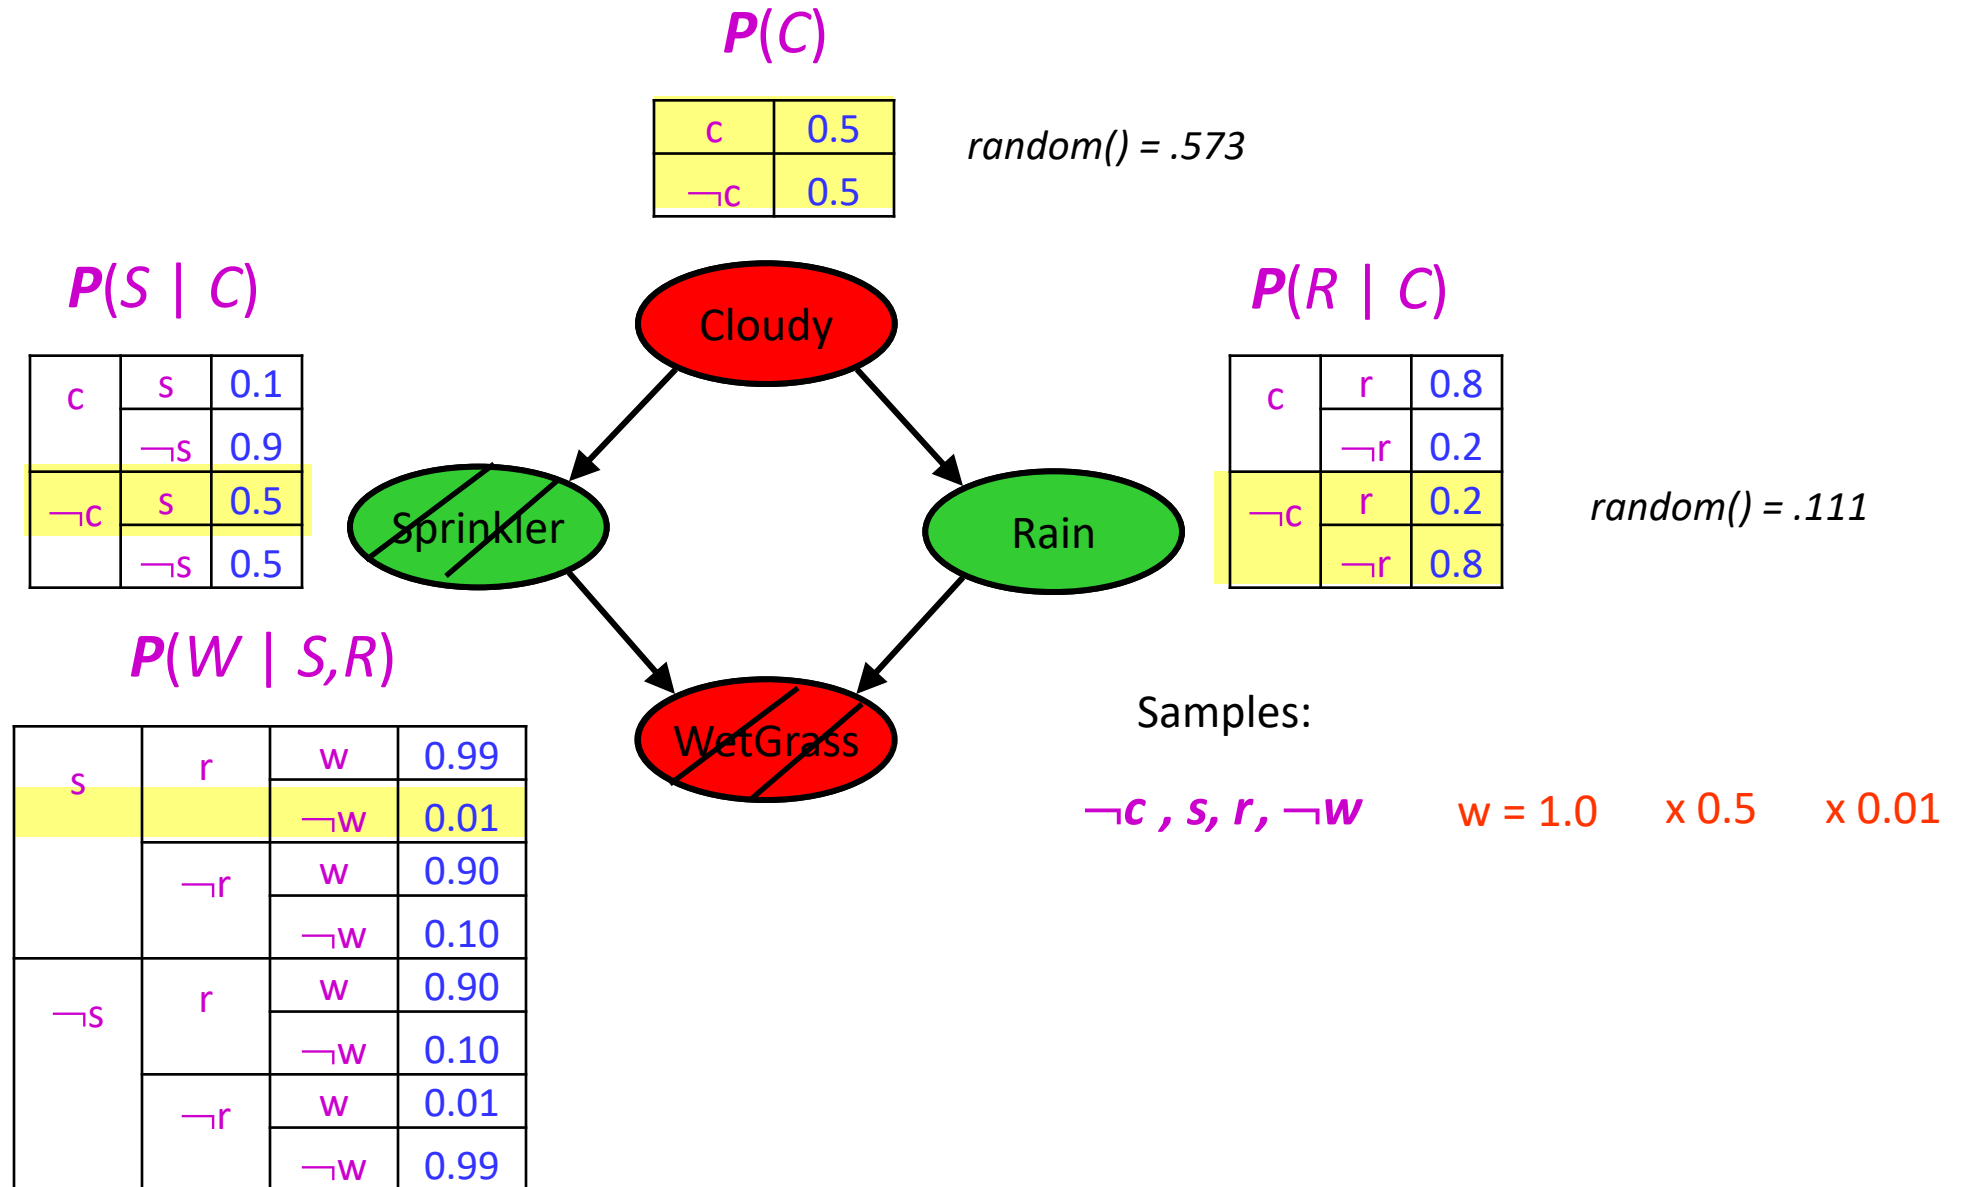 P(C)
c 0.5
¬c 0.5
random() = .573
P(S | C)
c s 0.1
¬s 0.9
¬c s 0.5
¬s 0.5
Cloudy
P(R | C)
c r 0.8
¬r 0.2
¬c r 0.2
¬r 0.8
random() = .111
Sprinkler
Rain
P(W | S,R)
s r w 0.99
¬w 0.01
¬r w 0.90
¬w 0.10
¬s r w 0.90
¬w 0.10
¬r w 0.01
¬w 0.99
WetGrass
Samples:
¬c , s, r, ¬w w = 1.0 x 0.5 x 0.01